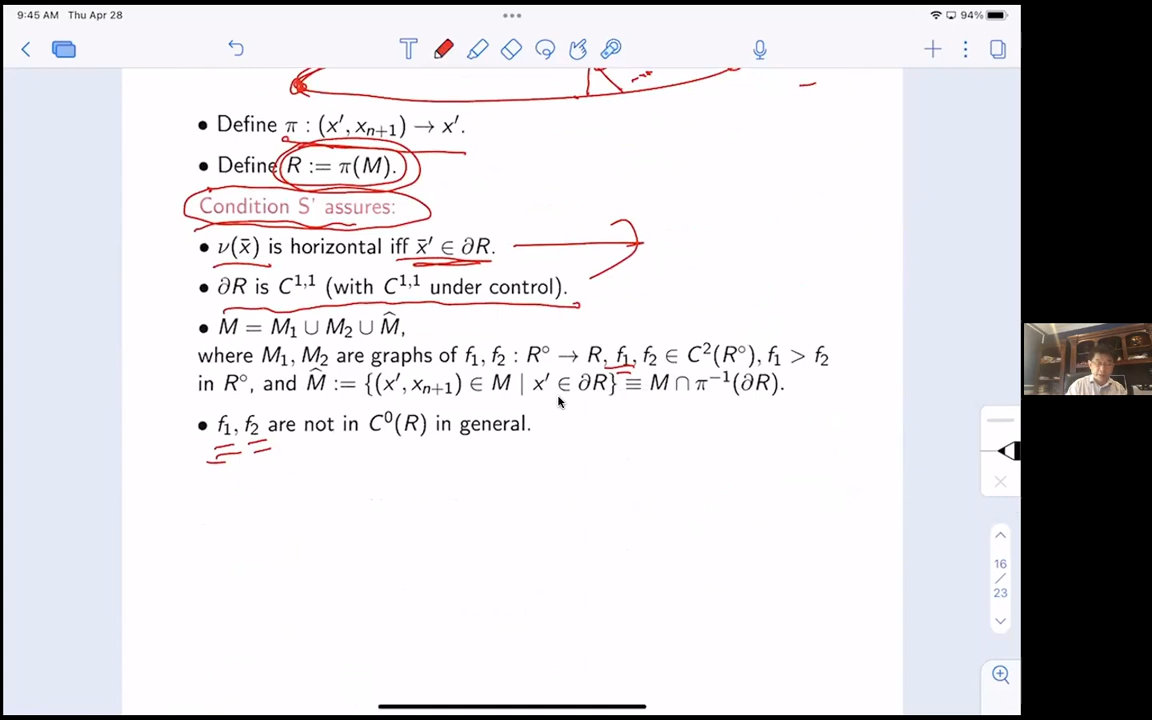 9:45 AM Thu Apr 28
94%
• Define π : (x′, xₙ₊₁) → x′.
• Define R := π(M).
Condition S' assures:
• ν(x̄) is horizontal iff x̄′ ∈ ∂R.
• ∂R is C¹,¹ (with C¹,¹ under control).
• M = M₁ ∪ M₂ ∪ M̂,
where M₁, M₂ are graphs of f₁, f₂ : R° → R, f₁, f₂ ∈ C²(R°), f₁ > f₂
in R°, and M̂ := {(x′, xₙ₊₁) ∈ M | x′ ∈ ∂R} ≡ M ∩ π⁻¹(∂R).
• f₁, f₂ are not in C⁰(R) in general.
16
/
23